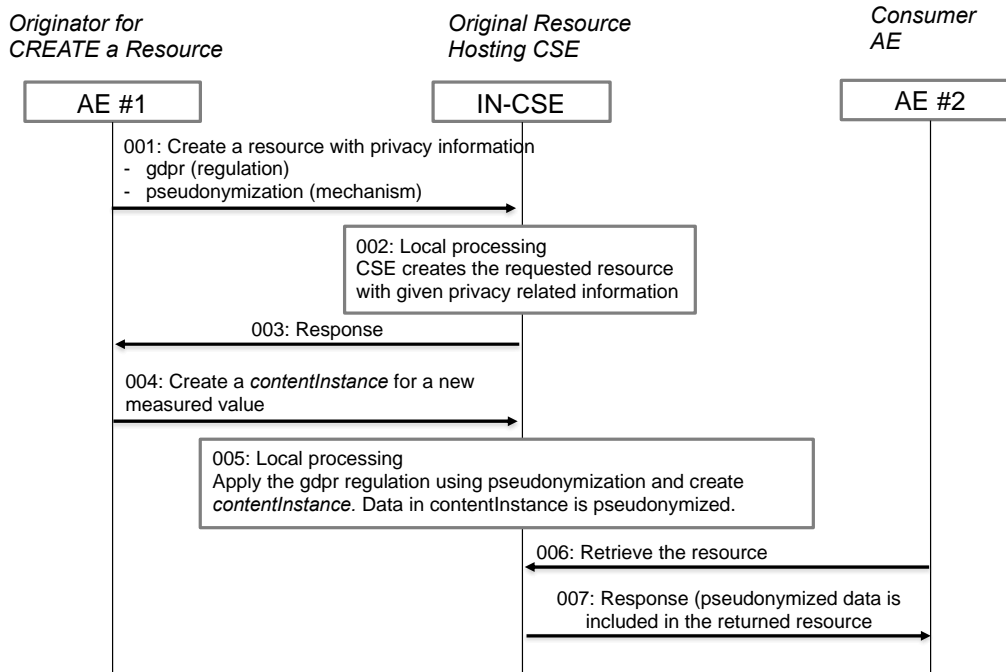 Originator for
CREATE a Resource
Original Resource
Hosting CSE
Consumer
AE
AE #1
IN-CSE
AE #2
001: Create a resource with privacy information
- gdpr (regulation)
- pseudonymization (mechanism)
002: Local processing
CSE creates the requested resource
with given privacy related information
003: Response
004: Create a contentInstance for a new
measured value
005: Local processing
Apply the gdpr regulation using pseudonymization and create
contentInstance. Data in contentInstance is pseudonymized.
006: Retrieve the resource
007: Response (pseudonymized data is
included in the returned resource